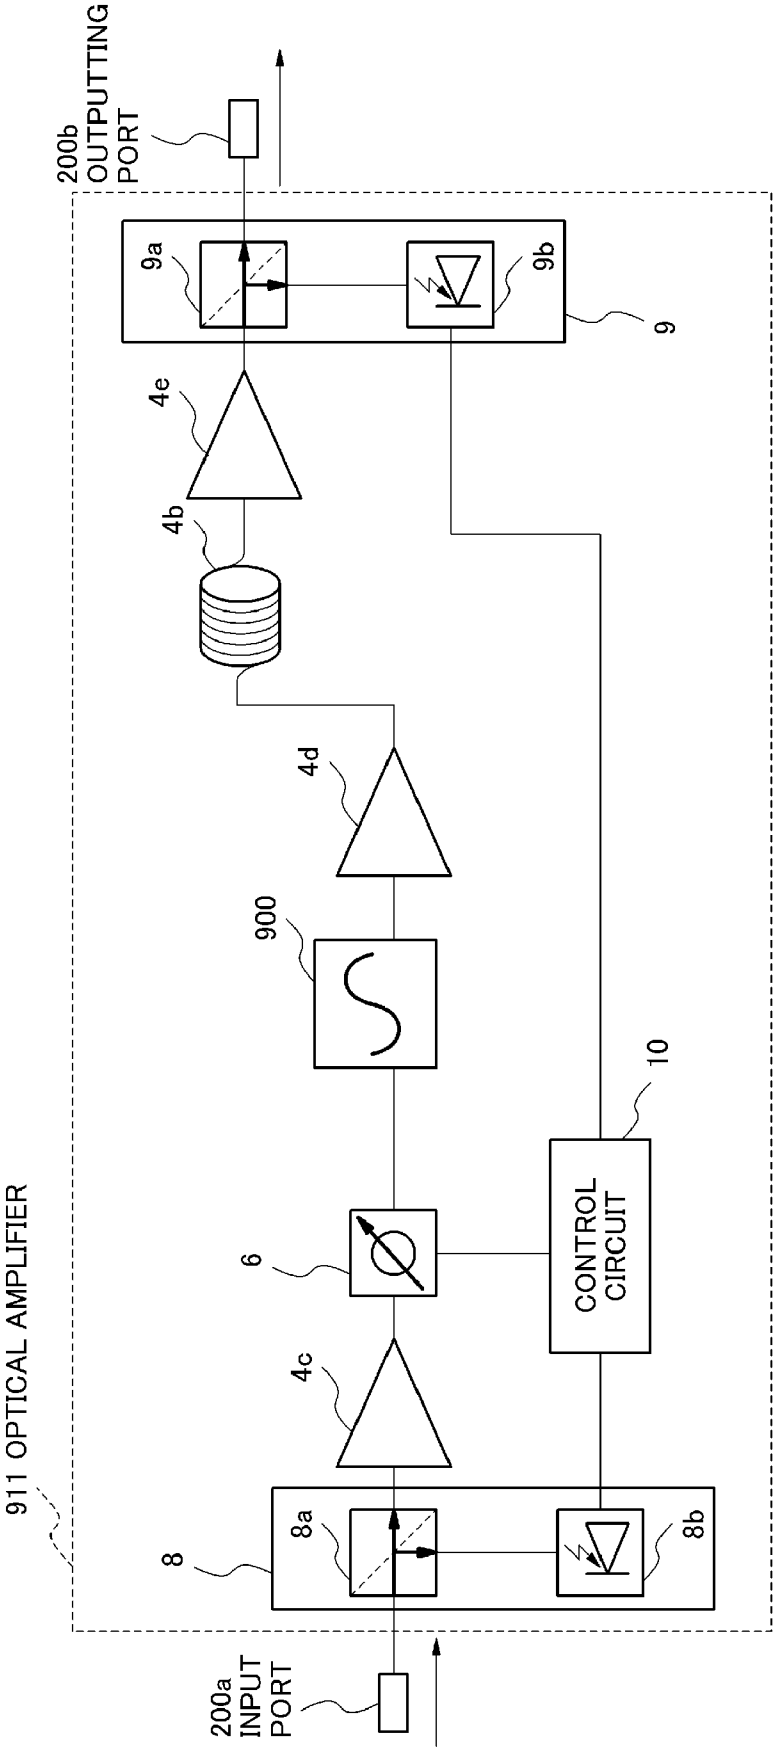 911 OPTICAL AMPLIFIER
200a
INPUT
PORT
8
8a
8b
4c
6
CONTROL
CIRCUIT
10
900
4d
4b
4e
9a
9b
9
200b
OUTPUTTING
PORT